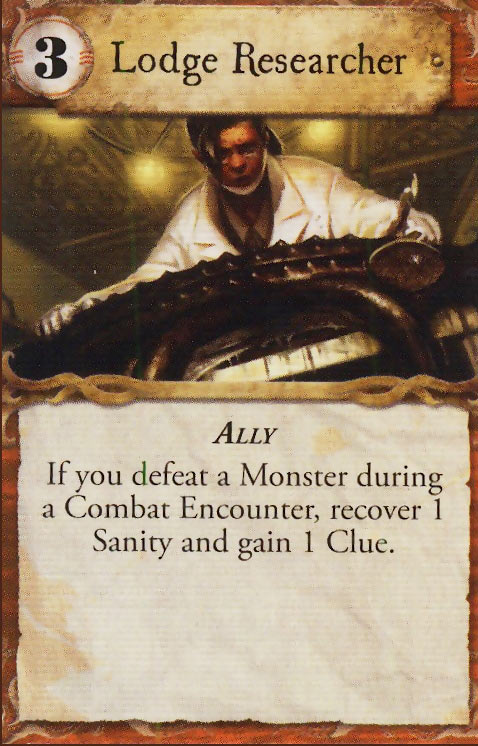 3
Lodge Researcher
ALLY
If you defeat a Monster during
a Combat Encounter, recover 1
Sanity and gain 1 Clue.